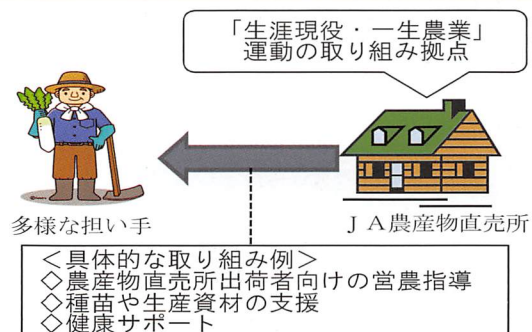 「生涯現役・一生農業」
運動の取り組み拠点
多様な担い手
ＪＡ農産物直売所
＜具体的な取り組み例＞
◇農産物直売所出荷者向けの営農指導
◇種苗や生産資材の支援
◇健康サポート